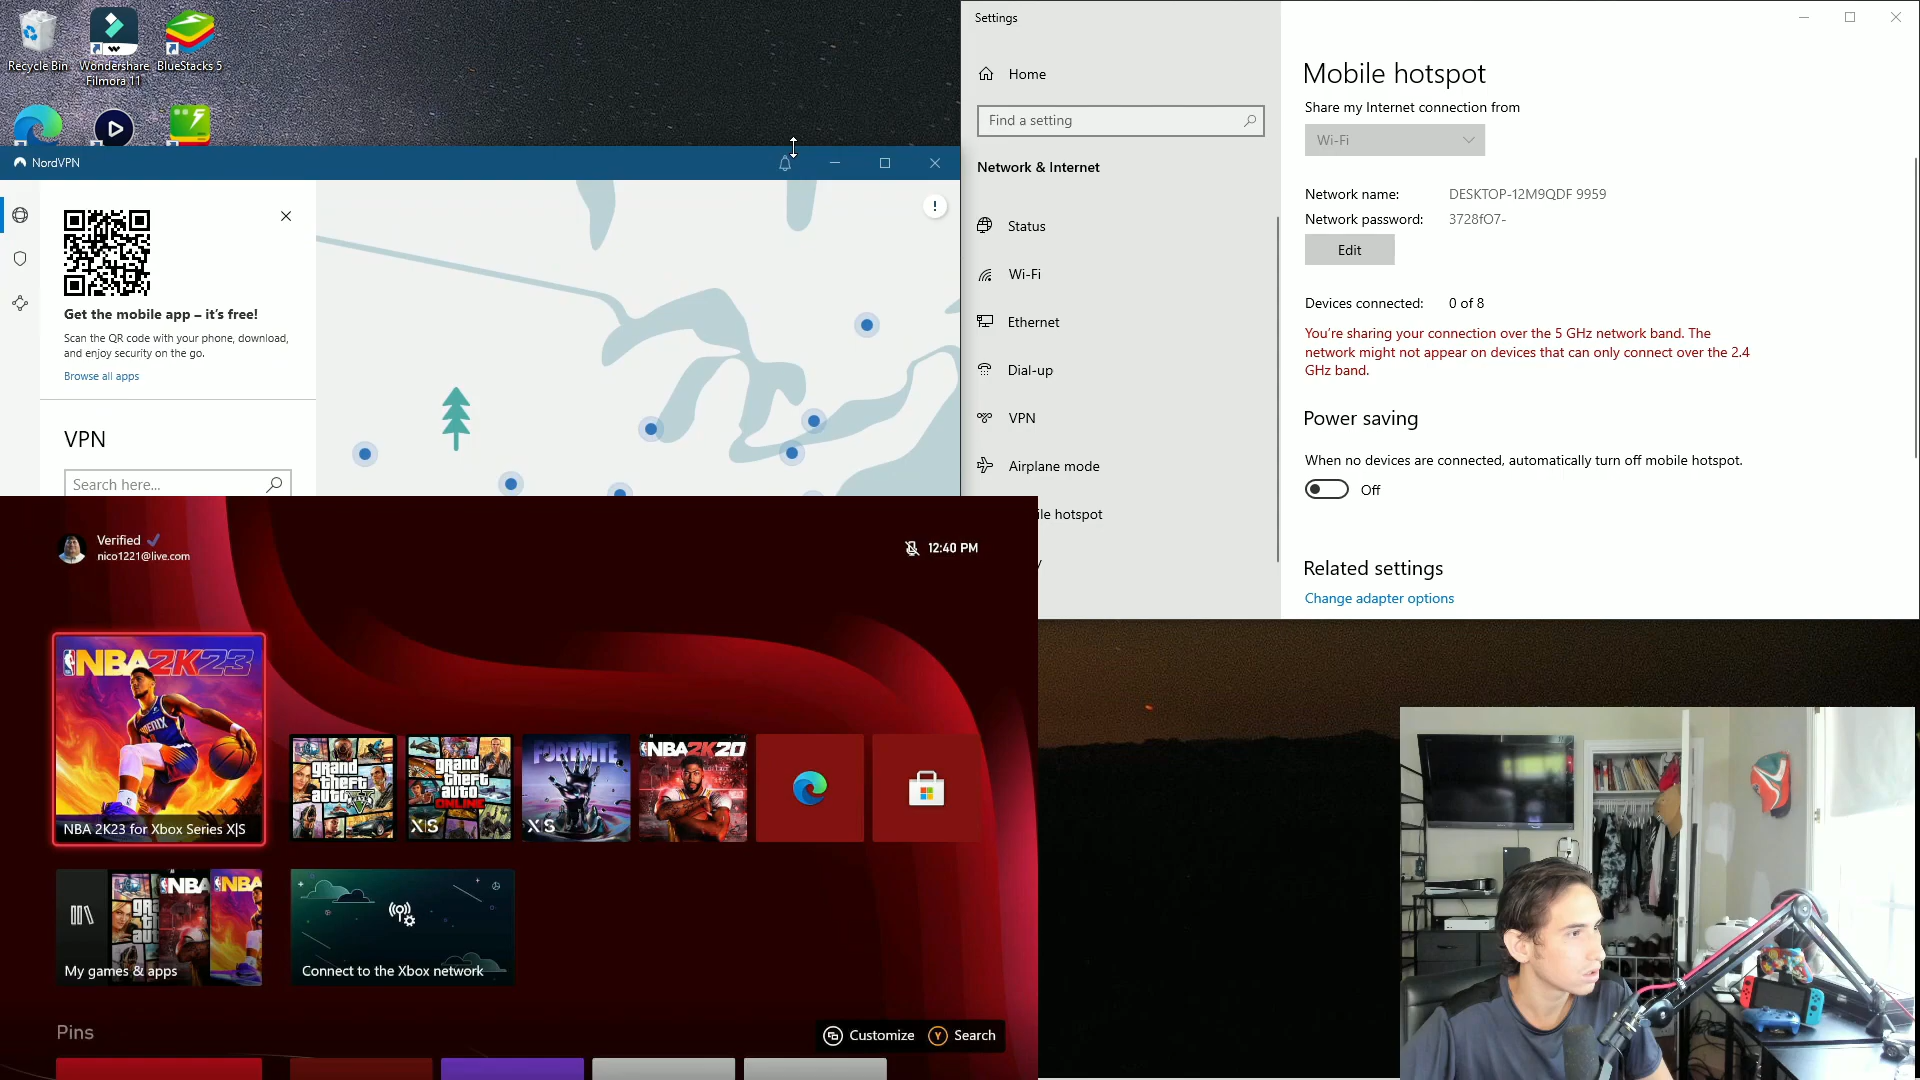 Recycle Bin
Wondershare
Filmora 11
BlueStacks 5
NordVPN
Get the mobile app – it's free!
Scan the QR code with your phone, download,
and enjoy security on the go.
Browse all apps
VPN
Search here...
Settings
Home
Find a setting
Network & Internet
Status
Wi-Fi
Ethernet
Dial-up
VPN
Airplane mode
ile hotspot
Mobile hotspot
Share my Internet connection from
Wi-Fi
Network name: DESKTOP-12M9QDF 9959
Network password: 3728fO7-
Edit
Devices connected: 0 of 8
You're sharing your connection over the 5 GHz network band. The
network might not appear on devices that can only connect over the 2.4
GHz band.
Power saving
When no devices are connected, automatically turn off mobile hotspot.
Off
Related settings
Change adapter options
Verified
nico1221@live.com
12:40 PM
NBA 2K23
NBA 2K23 for Xbox Series X|S
grand
theft
auto
V
grand
theft
auto
ONLINE
X|S
FORTNITE
X|S
NBA 2K20
My games & apps
Connect to the Xbox network
Pins
Customize
Y Search